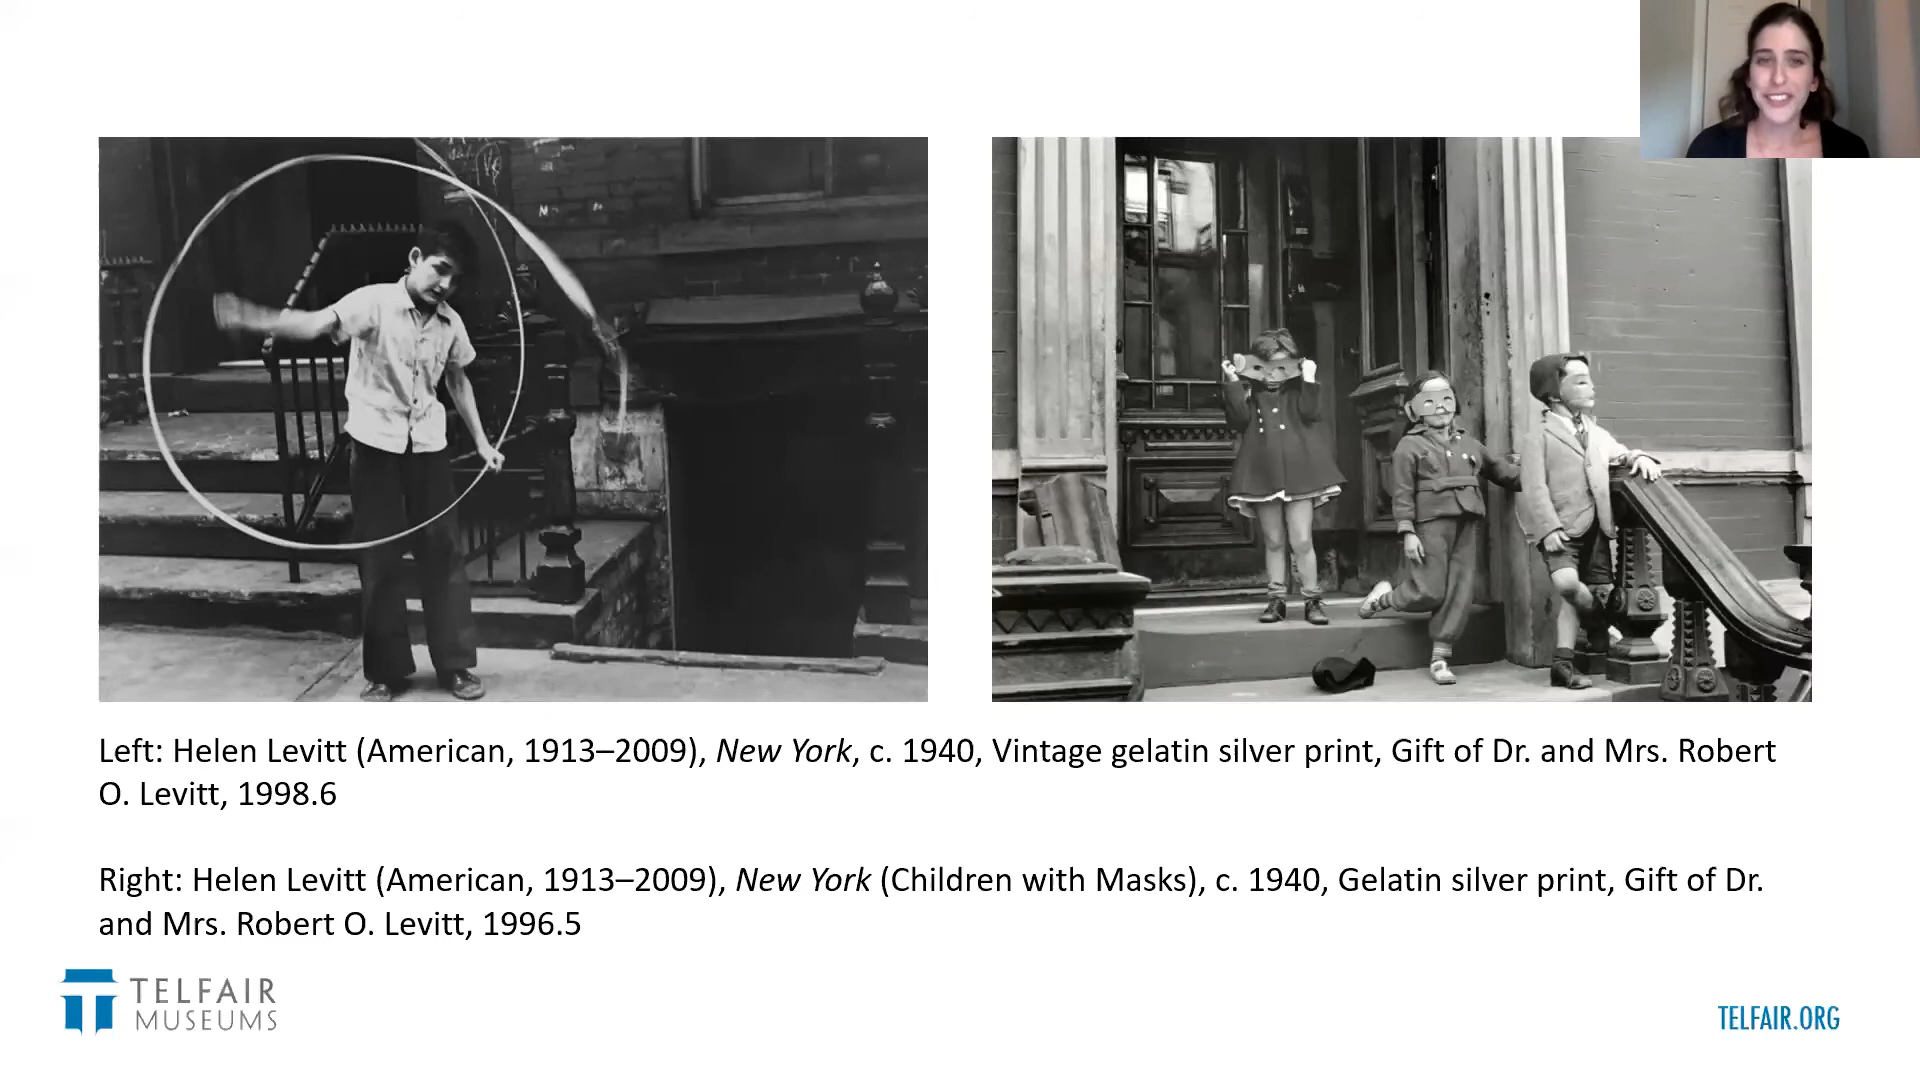 Left: Helen Levitt (American, 1913–2009), New York, c. 1940, Vintage gelatin silver print, Gift of Dr. and Mrs. Robert
O. Levitt, 1998.6
Right: Helen Levitt (American, 1913–2009), New York (Children with Masks), c. 1940, Gelatin silver print, Gift of Dr.
and Mrs. Robert O. Levitt, 1996.5
TELFAIR
MUSEUMS
TELFAIR.ORG